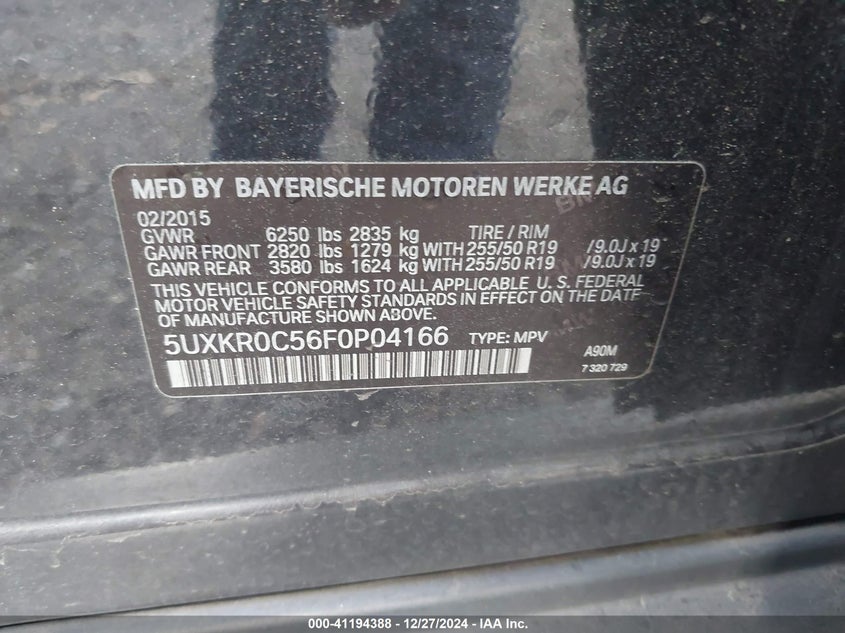 MFD BY BAYERISCHE MOTOREN WERKE AG
02/2015
GVWR 6250 lbs 2835 kg TIRE / RIM
GAWR FRONT 2820 lbs 1279 kg WITH 255/50 R19 /9.0J x 19
GAWR REAR 3580 lbs 1624 kg WITH 255/50 R19 /9.0J x 19
THIS VEHICLE CONFORMS TO ALL APPLICABLE U. S. FEDERAL
MOTOR VEHICLE SAFETY STANDARDS IN EFFECT ON THE DATE
OF MANUFACTURE SHOWN ABOVE.
5UXKR0C56F0P04166 TYPE: MPV
A90M
7 320 729
000-41194388 - 12/27/2024 - IAA Inc.